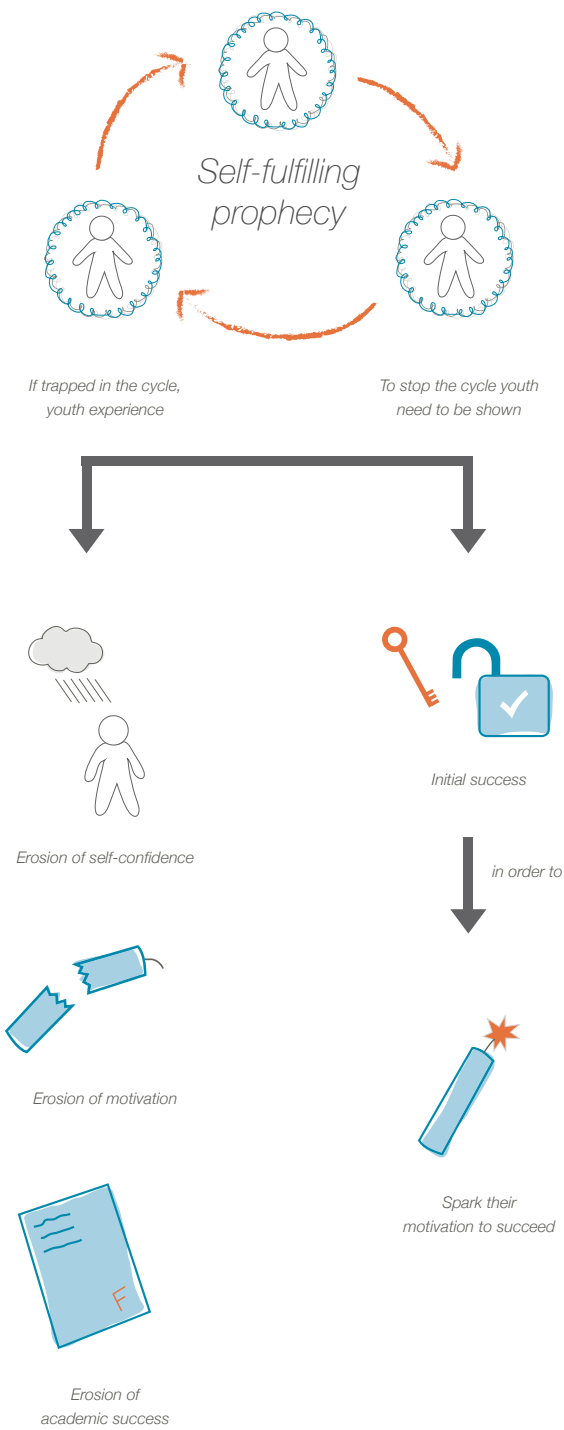 Self-fulfilling
prophecy
If trapped in the cycle,
youth experience
To stop the cycle youth
need to be shown
Erosion of self-confidence
Erosion of motivation
F
Erosion of
academic success
Initial success
in order to
Spark their
motivation to succeed